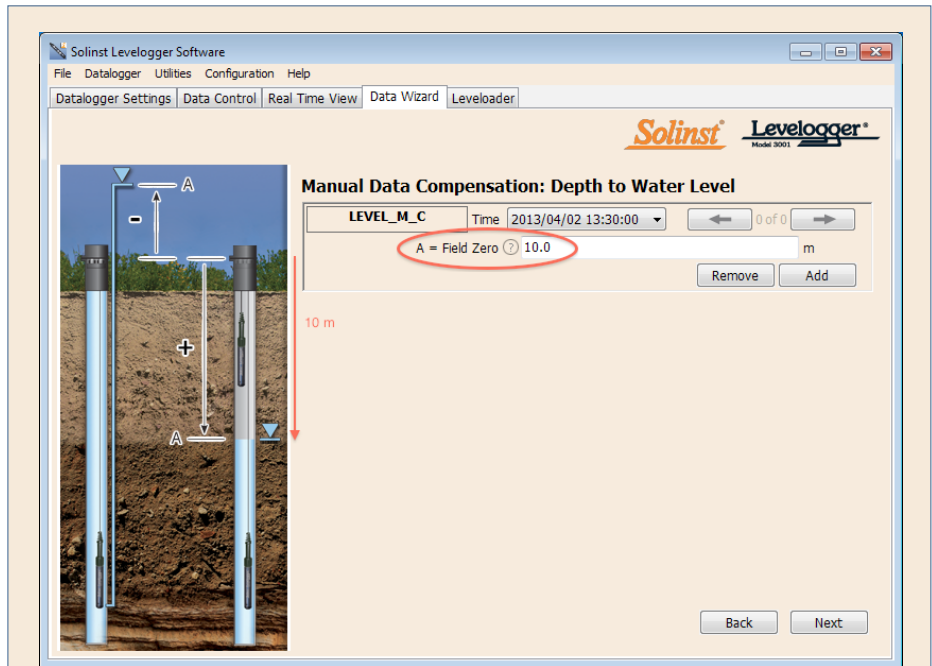 Solinst Levelogger Software
File Datalogger Utilities Configuration Help
Datalogger Settings Data Control Real Time View Data Wizard Leveloader
Solinst Levelogger
Model 3001
Manual Data Compensation: Depth to Water Level
LEVEL_M_C Time 2013/04/02 13:30:00 0 of 0
A = Field Zero ? 10.0 m
Remove Add
A
-
10 m
+
A
Back Next